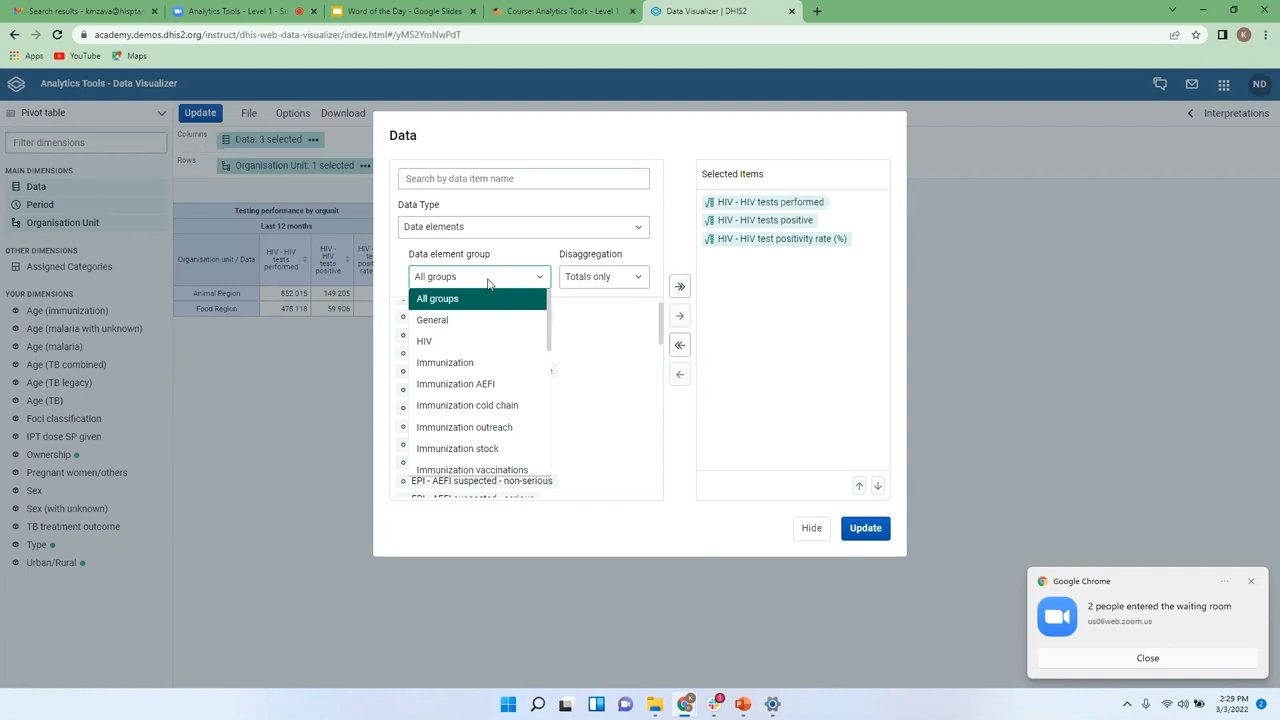 Search results - kmzava@hisptar
Analytics Tools - Level 1 - S
Word of the Day - Google Slides
Course: Analytics Tools - Level 1
Data Visualizer | DHIS2
academy.demos.dhis2.org/instruct/dhis-web-data-visualizer/index.html#/yM52YmNwPdT
K
Apps
YouTube
Maps
Analytics Tools - Data Visualizer
ND
Pivot table
Update
File
Options
Download
Interpretations
Filter dimensions
Columns
Data: 3 selected
Rows
Organisation Unit: 1 selected
MAIN DIMENSIONS
Data
Period
Organisation Unit
OTHER DIMENSIONS
Assigned Categories
YOUR DIMENSIONS
Age (immunization)
Age (malaria with unknown)
Age (malaria)
Age (TB combined)
Age (TB legacy)
Age (TB)
Foci classification
IPT dose SP given
Ownership
Pregnant women/others
Sex
Sex (with unknown)
TB treatment outcome
Type
Urban/Rural
Testing performance by orgunit
Last 12 months
Organisation unit / Data
HIV - HIV tests performed
HIV - HIV tests positive
Animal Region 852 015 149 205
Food Region 478 118 59 906
Data
Search by data item name
Data Type
Data elements
Data element group
Disaggregation
All groups
Totals only
All groups
General
HIV
Immunization
Immunization AEFI
Immunization cold chain
Immunization outreach
Immunization stock
Immunization vaccinations
EPI - AEFI suspected - non-serious
EPI - AEFI suspected - serious
Selected Items
HIV - HIV tests performed
HIV - HIV tests positive
HIV - HIV test positivity rate (%)
Hide
Update
Google Chrome
2 people entered the waiting room
us06web.zoom.us
Close
2:29 PM
3/3/2022
2